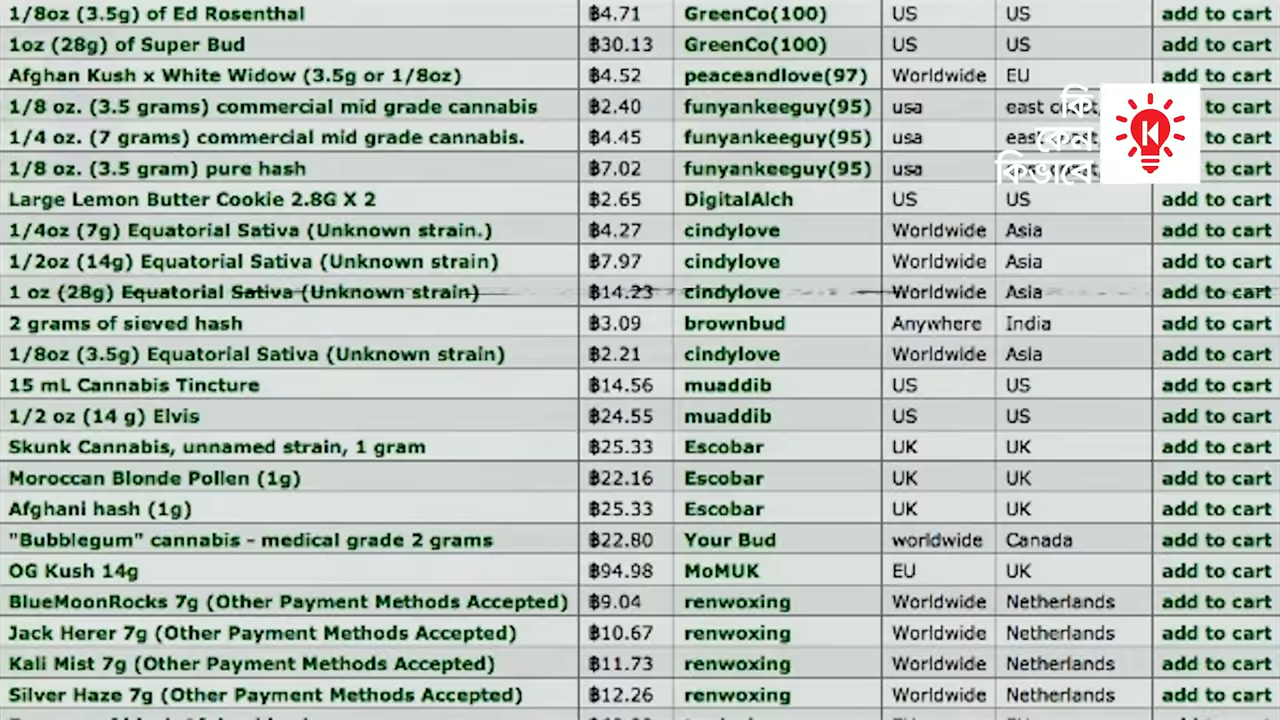 1/8oz (3.5g) of Ed Rosenthal ฿4.71 GreenCo(100) US US add to cart
1oz (28g) of Super Bud ฿30.13 GreenCo(100) US US add to cart
Afghan Kush x White Widow (3.5g or 1/8oz) ฿4.52 peaceandlove(97) Worldwide EU add to cart
1/8 oz. (3.5 grams) commercial mid grade cannabis ฿2.40 funyankeeguy(95) usa east coast, কি to cart
1/4 oz. (7 grams) commercial mid grade cannabis. ฿4.45 funyankeeguy(95) usa east coast, কেন K to cart
1/8 oz. (3.5 gram) pure hash ฿7.02 funyankeeguy(95) usa coast, কিভাবে to cart
Large Lemon Butter Cookie 2.8G X 2 ฿2.65 DigitalAlch US US add to cart
1/4oz (7g) Equatorial Sativa (Unknown strain.) ฿4.27 cindylove Worldwide Asia add to cart
1/2oz (14g) Equatorial Sativa (Unknown strain) ฿7.97 cindylove Worldwide Asia add to cart
1 oz (28g) Equatorial Sativa (Unknown strain) ฿14.23 cindylove Worldwide Asia add to cart
2 grams of sieved hash ฿3.09 brownbud Anywhere India add to cart
1/8oz (3.5g) Equatorial Sativa (Unknown strain) ฿2.21 cindylove Worldwide Asia add to cart
15 mL Cannabis Tincture ฿14.56 muaddib US US add to cart
1/2 oz (14 g) Elvis ฿24.55 muaddib US US add to cart
Skunk Cannabis, unnamed strain, 1 gram ฿25.33 Escobar UK UK add to cart
Moroccan Blonde Pollen (1g) ฿22.16 Escobar UK UK add to cart
Afghani hash (1g) ฿25.33 Escobar UK UK add to cart
"Bubblegum" cannabis - medical grade 2 grams ฿22.80 Your Bud worldwide Canada add to cart
OG Kush 14g ฿94.98 MoMUK EU UK add to cart
BlueMoonRocks 7g (Other Payment Methods Accepted) ฿9.04 renwoxing Worldwide Netherlands add to cart
Jack Herer 7g (Other Payment Methods Accepted) ฿10.67 renwoxing Worldwide Netherlands add to cart
Kali Mist 7g (Other Payment Methods Accepted) ฿11.73 renwoxing Worldwide Netherlands add to cart
Silver Haze 7g (Other Payment Methods Accepted) ฿12.26 renwoxing Worldwide Netherlands add to cart